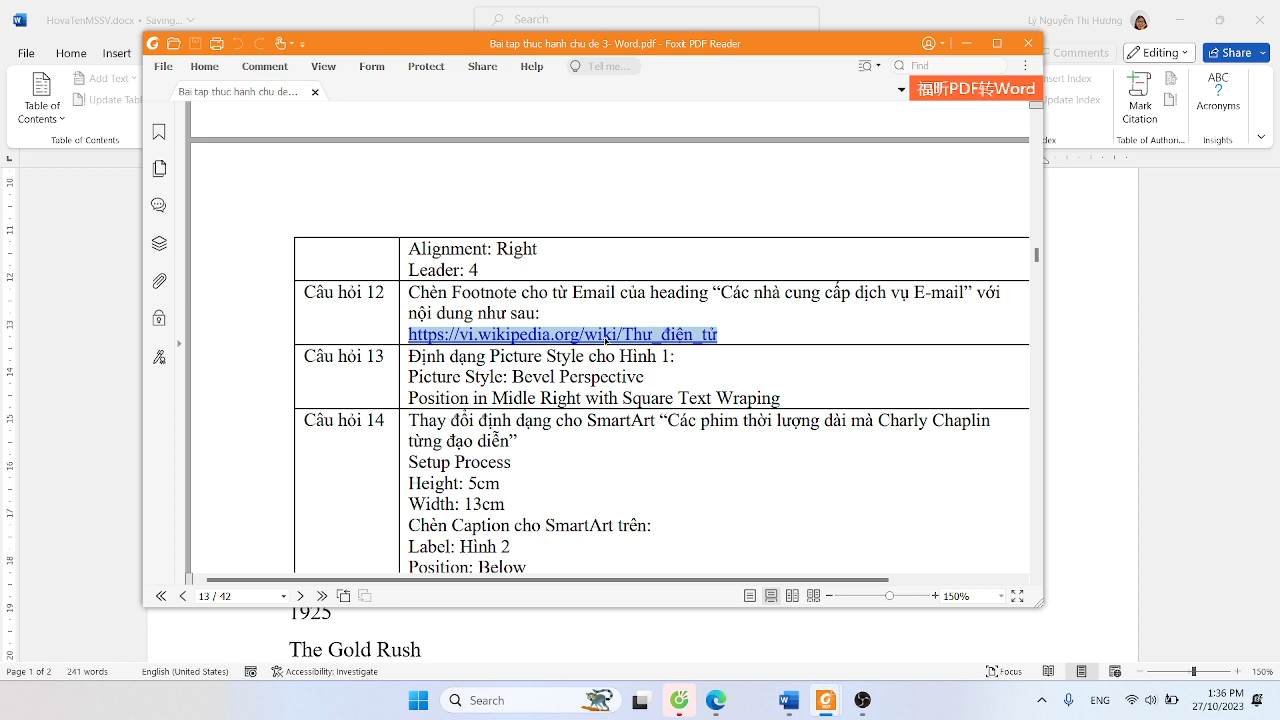 HovaTenMSSV.docx - Saving...
Search
Lý Nguyễn Thị Hương
Bai tap thuc hanh chu de 3- Word.pdf - Foxit PDF Reader
File Home Insert
Comments Editing Share
File Home Comment View Form Protect Share Help Tell me... Find
Bai tap thuc hanh chu de...
福昕PDF转Word
Table of Contents
Add Text
Update Tab
Table of Contents
Insert Index
Update Index
Mark Citation
Table of Authori...
ABC
Acronyms
Insights
Alignment: Right
Leader: 4
Câu hỏi 12
Chèn Footnote cho từ Email của heading “Các nhà cung cấp dịch vụ E-mail” với
nội dung như sau:
https://vi.wikipedia.org/wiki/Thư_điện_tử
Câu hỏi 13
Định dạng Picture Style cho Hình 1:
Picture Style: Bevel Perspective
Position in Midle Right with Square Text Wraping
Câu hỏi 14
Thay đổi định dạng cho SmartArt “Các phim thời lượng dài mà Charly Chaplin
từng đạo diễn”
Setup Process
Height: 5cm
Width: 13cm
Chèn Caption cho SmartArt trên:
Label: Hình 2
Position: Below
13 / 42
150%
1925
The Gold Rush
Page 1 of 2 241 words English (United States) Accessibility: Investigate Focus 150%
Search
ENG
1:36 PM
27/10/2023